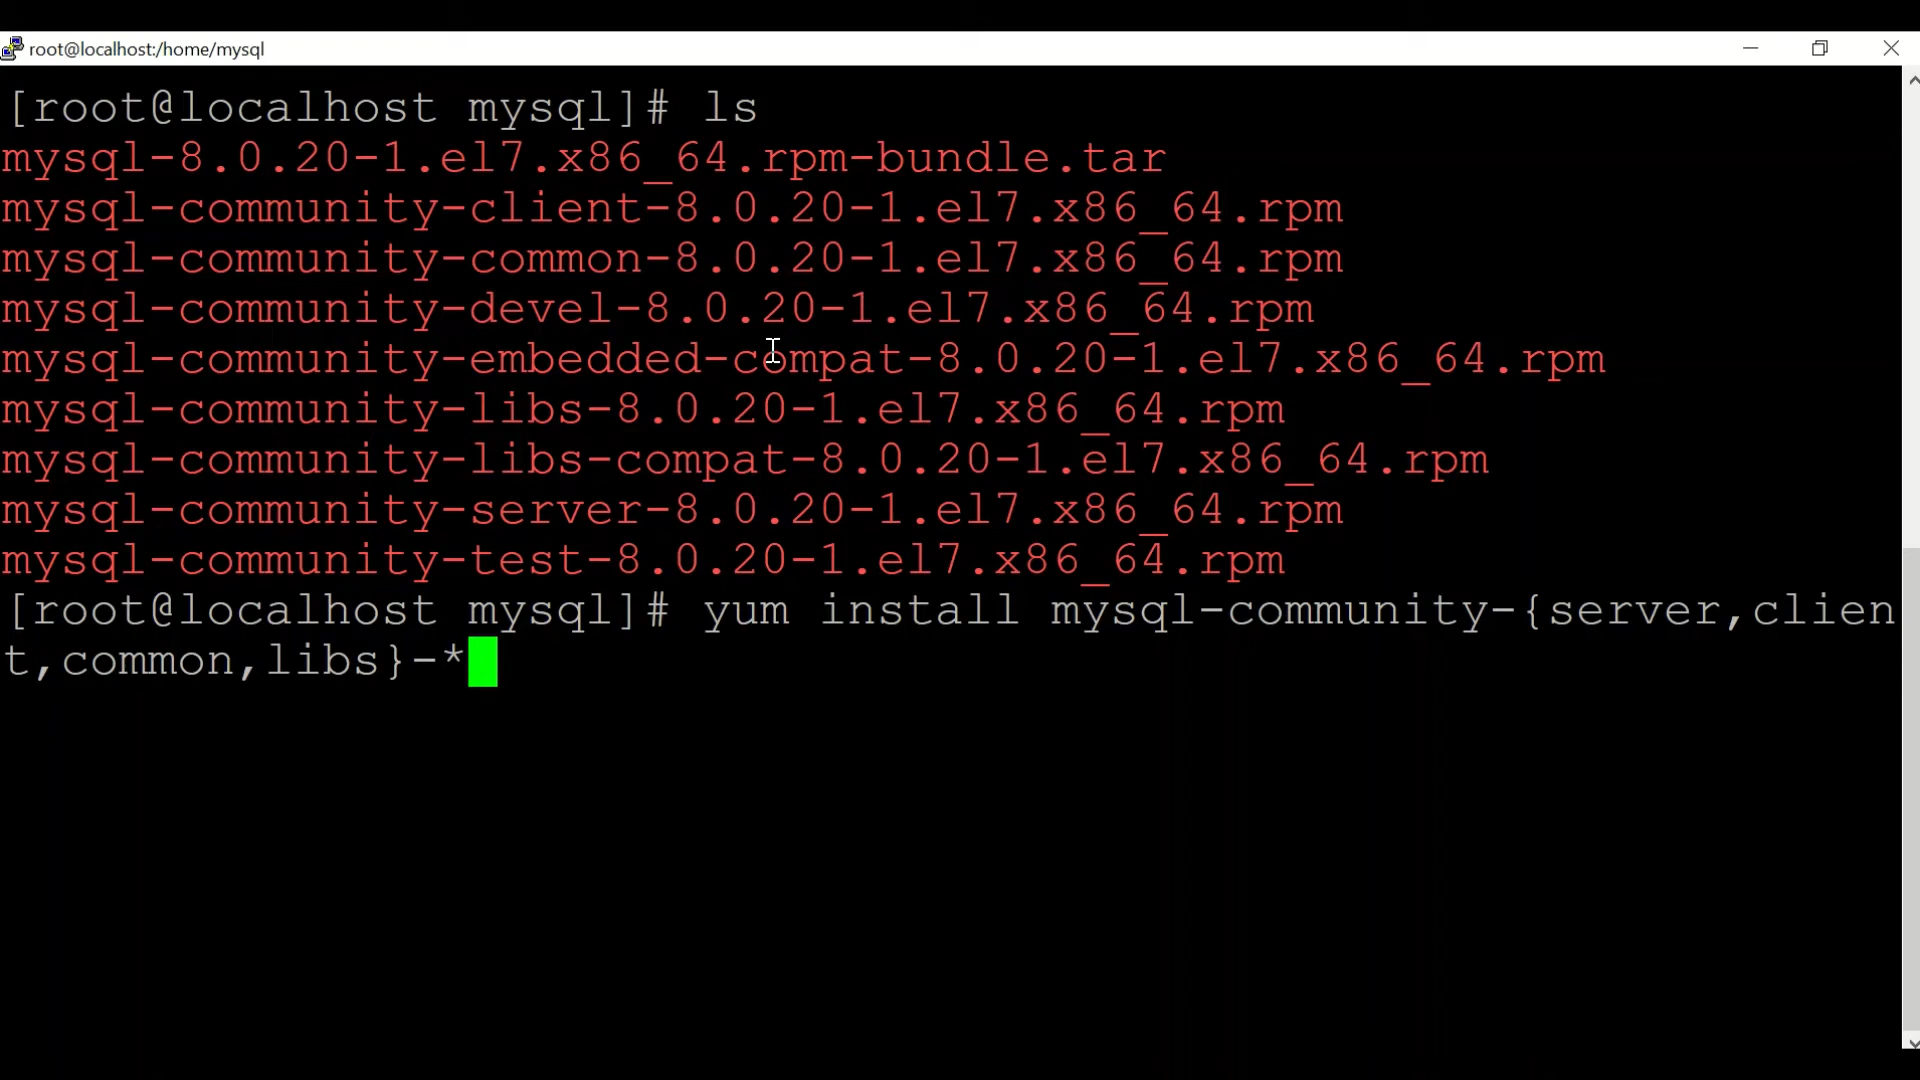 root@localhost:/home/mysql
[root@localhost mysql]# ls
mysql-8.0.20-1.el7.x86_64.rpm-bundle.tar
mysql-community-client-8.0.20-1.el7.x86_64.rpm
mysql-community-common-8.0.20-1.el7.x86_64.rpm
mysql-community-devel-8.0.20-1.el7.x86_64.rpm
mysql-community-embedded-compat-8.0.20-1.el7.x86_64.rpm
mysql-community-libs-8.0.20-1.el7.x86_64.rpm
mysql-community-libs-compat-8.0.20-1.el7.x86_64.rpm
mysql-community-server-8.0.20-1.el7.x86_64.rpm
mysql-community-test-8.0.20-1.el7.x86_64.rpm
[root@localhost mysql]# yum install mysql-community-{server,clien
t,common,libs}-*